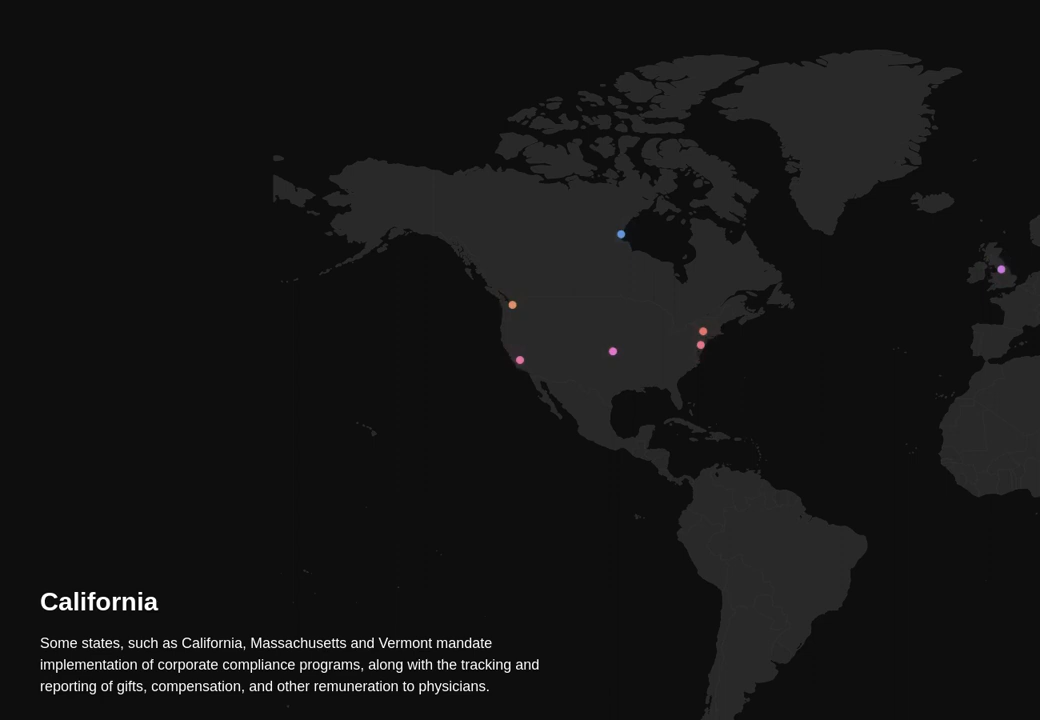 California
Some states, such as California, Massachusetts and Vermont mandate
implementation of corporate compliance programs, along with the tracking and
reporting of gifts, compensation, and other remuneration to physicians.